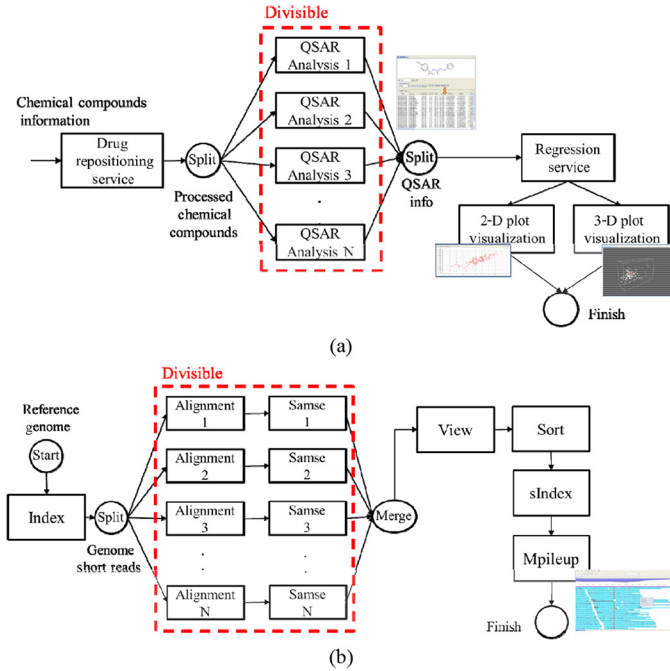 Divisible
QSAR
Analysis 1
Chemical compounds
information
QSAR
Analysis 2
Drug
repositioning
service
Split
QSAR
Analysis 3
Split
Regression
service
Processed
chemical
compounds
QSAR
info
QSAR
Analysis N
2-D plot
visualization
3-D plot
visualization
Finish
(a)
Divisible
Reference
genome
Start
Alignment
1
Samse
1
View
Sort
Alignment
2
Samse
2
Index
Split
Alignment
3
Samse
3
Merge
sIndex
Genome
short reads
Mpileup
Alignment
N
Samse
N
Finish
(b)